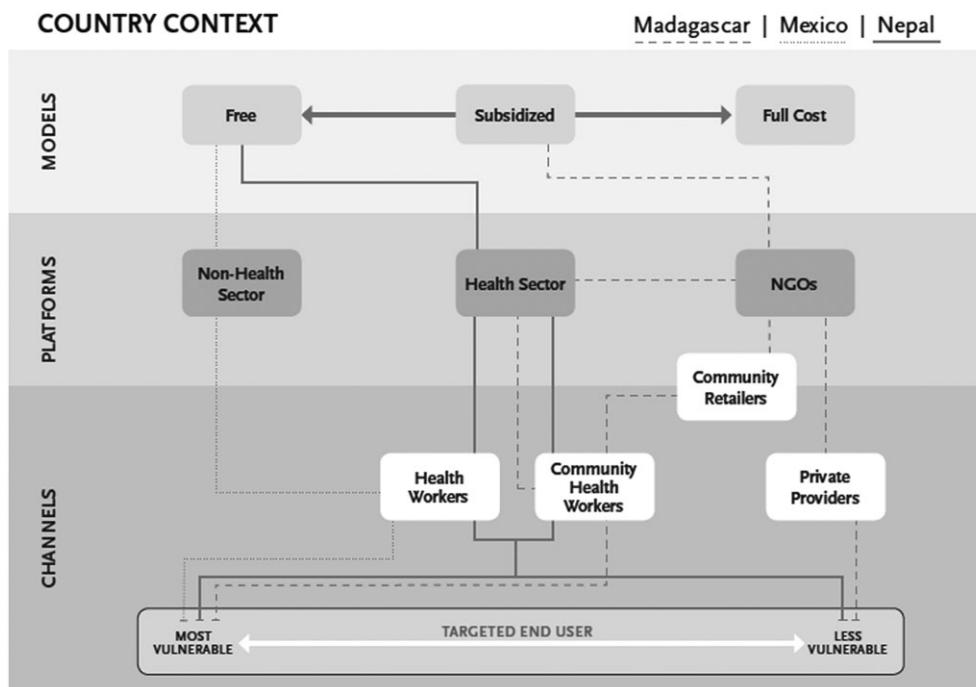 COUNTRY CONTEXT
Madagascar | Mexico | Nepal
MODELS
Free
Subsidized
Full Cost
PLATFORMS
Non-Health
Sector
Health Sector
NGOs
Community
Retailers
CHANNELS
Health
Workers
Community
Health
Workers
Private
Providers
MOST
VULNERABLE
TARGETED END USER
LESS
VULNERABLE